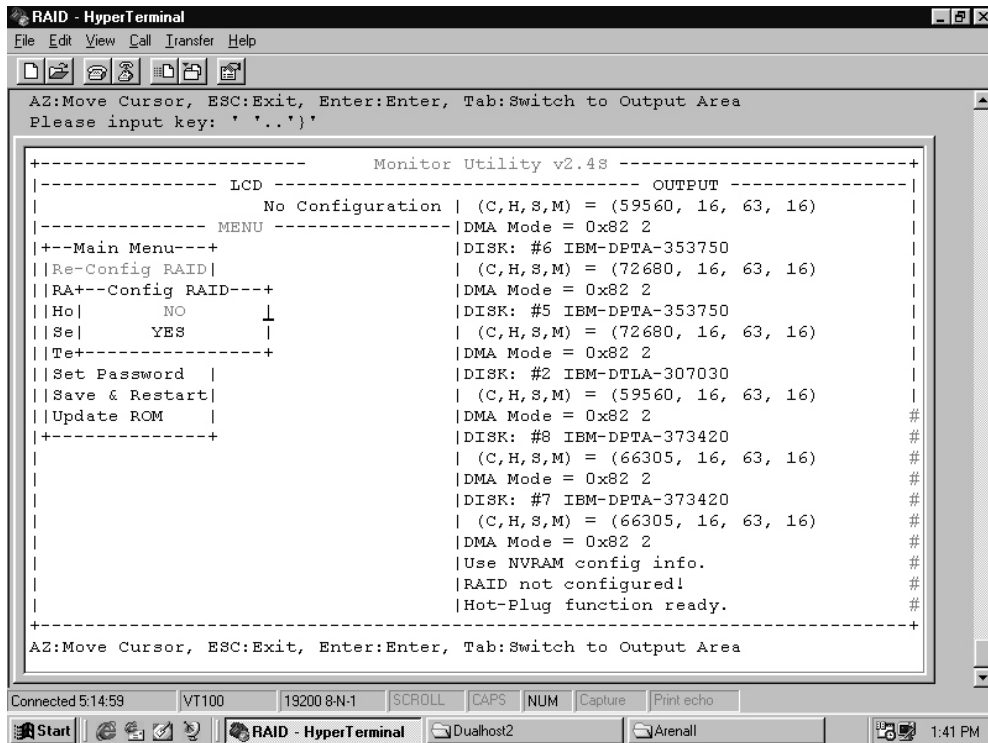 RAID - HyperTerminal
File Edit View Call Transfer Help
AZ:Move Cursor, ESC:Exit, Enter:Enter, Tab:Switch to Output Area
Please input key: ' '..'}'
+------------------------ Monitor Utility v2.4S --------------------------+
|---------------- LCD --------------------------------- OUTPUT ----------------|
| No Configuration | (C,H,S,M) = (59560, 16, 63, 16) |
|--------------- MENU ----------------|DMA Mode = 0x82 2 |
|+--Main Menu---+ |DISK: #6 IBM-DPTA-353750 |
||Re-Config RAID| | (C,H,S,M) = (72680, 16, 63, 16) |
||RA+--Config RAID---+ |DMA Mode = 0x82 2 |
||Ho| NO | |DISK: #5 IBM-DPTA-353750 |
||Se| YES | | (C,H,S,M) = (72680, 16, 63, 16) |
||Te+----------------+ |DMA Mode = 0x82 2 |
||Set Password | |DISK: #2 IBM-DTLA-307030 |
||Save & Restart| | (C,H,S,M) = (59560, 16, 63, 16) |
||Update ROM | |DMA Mode = 0x82 2 #
|+--------------+ |DISK: #8 IBM-DPTA-373420 #
| | (C,H,S,M) = (66305, 16, 63, 16) #
| |DMA Mode = 0x82 2 #
| |DISK: #7 IBM-DPTA-373420 #
| | (C,H,S,M) = (66305, 16, 63, 16) #
| |DMA Mode = 0x82 2 #
| |Use NVRAM config info. #
| |RAID not configured! #
| |Hot-Plug function ready. #
+------------------------------------------------------------------------------+
AZ:Move Cursor, ESC:Exit, Enter:Enter, Tab:Switch to Output Area
Connected 5:14:59 VT100 19200 8-N-1 SCROLL CAPS NUM Capture Print echo
Start RAID - HyperTerminal Dualhost2 Arenall 1:41 PM